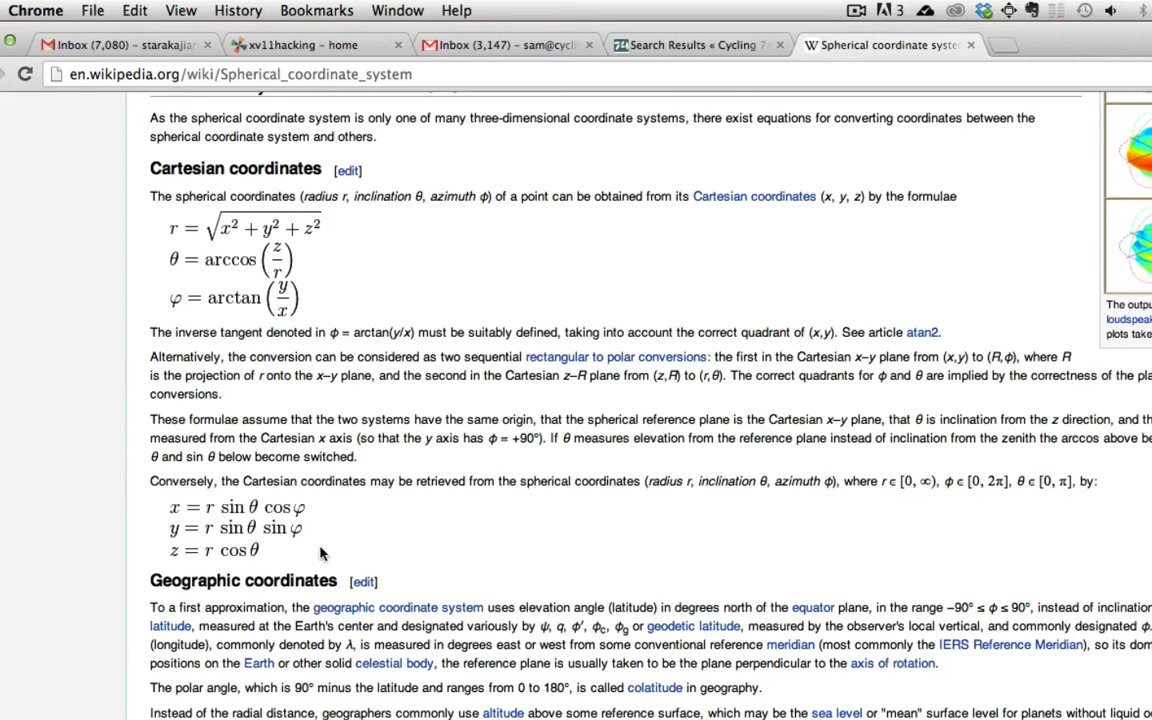 Chrome File Edit View History Bookmarks Window Help 3
Inbox (7,080) – starakajian × xv11hacking – home × Inbox (3,147) – sam@cycli × Search Results « Cycling 7 × Spherical coordinate syste ×
en.wikipedia.org/wiki/Spherical_coordinate_system
As the spherical coordinate system is only one of many three-dimensional coordinate systems, there exist equations for converting coordinates between the
spherical coordinate system and others.
Cartesian coordinates [edit]
The spherical coordinates (radius r, inclination θ, azimuth φ) of a point can be obtained from its Cartesian coordinates (x, y, z) by the formulae
r = √x² + y² + z²
θ = arccos (z/r)
φ = arctan (y/x)
The inverse tangent denoted in φ = arctan(y/x) must be suitably defined, taking into account the correct quadrant of (x,y). See article atan2.
Alternatively, the conversion can be considered as two sequential rectangular to polar conversions: the first in the Cartesian x–y plane from (x,y) to (R,φ), where R
is the projection of r onto the x–y plane, and the second in the Cartesian z–R plane from (z,R) to (r,θ). The correct quadrants for φ and θ are implied by the correctness of the pla
conversions.
These formulae assume that the two systems have the same origin, that the spherical reference plane is the Cartesian x–y plane, that θ is inclination from the z direction, and th
measured from the Cartesian x axis (so that the y axis has φ = +90°). If θ measures elevation from the reference plane instead of inclination from the zenith the arccos above be
θ and sin θ below become switched.
Conversely, the Cartesian coordinates may be retrieved from the spherical coordinates (radius r, inclination θ, azimuth φ), where r ∈ [0, ∞), φ ∈ [0, 2π], θ ∈ [0, π], by:
x = r sin θ cos φ
y = r sin θ sin φ
z = r cos θ
Geographic coordinates [edit]
To a first approximation, the geographic coordinate system uses elevation angle (latitude) in degrees north of the equator plane, in the range −90° ≤ φ ≤ 90°, instead of inclination
latitude, measured at the Earth's center and designated variously by ψ, q, φ′, φc, φg or geodetic latitude, measured by the observer's local vertical, and commonly designated φ.
(longitude), commonly denoted by λ, is measured in degrees east or west from some conventional reference meridian (most commonly the IERS Reference Meridian), so its dom
positions on the Earth or other solid celestial body, the reference plane is usually taken to be the plane perpendicular to the axis of rotation.
The polar angle, which is 90° minus the latitude and ranges from 0 to 180°, is called colatitude in geography.
Instead of the radial distance, geographers commonly use altitude above some reference surface, which may be the sea level or "mean" surface level for planets without liquid o
The outpu
loudspeak
plots take